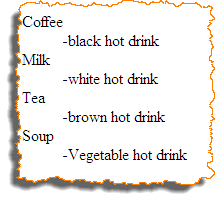 Coffee
-black hot drink
Milk
-white hot drink
Tea
-brown hot drink
Soup
-Vegetable hot drink